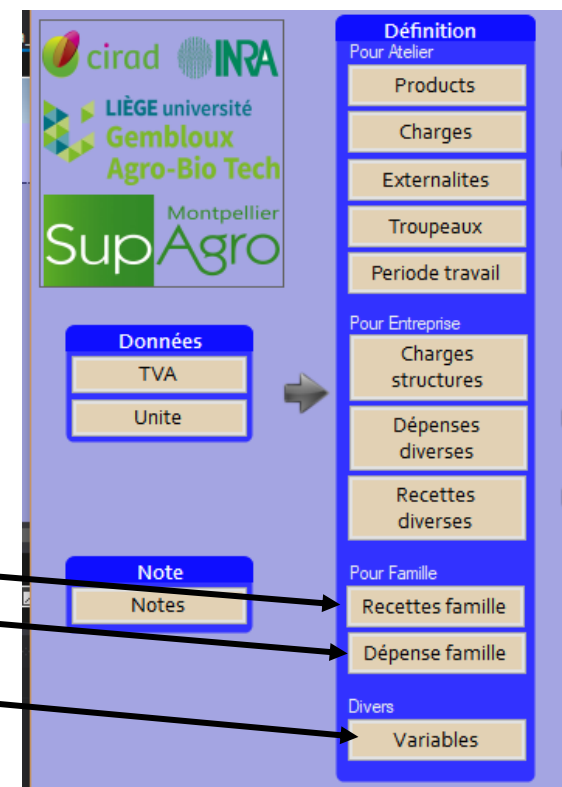 cirad INRA
LIÈGE université
Gembloux
Agro-Bio Tech
Montpellier
SupAgro
Données
TVA
Unite
Note
Notes
Définition
Pour Atelier
Products
Charges
Externalites
Troupeaux
Periode travail
Pour Entreprise
Charges
structures
Dépenses
diverses
Recettes
diverses
Pour Famille
Recettes famille
Dépense famille
Divers
Variables